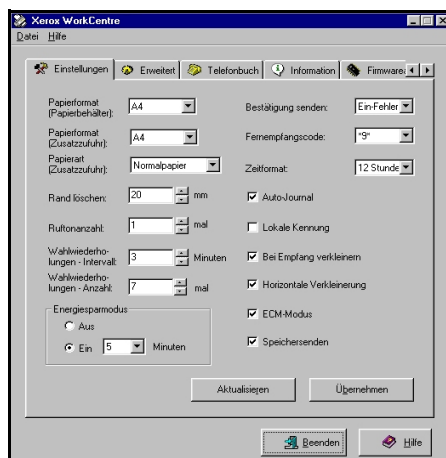 Xerox WorkCentre
Datei Hilfe
Einstellungen Erweitert Telefonbuch Information Firmware
Papierformat
(Papierbehälter): A4
Bestätigung senden: Ein-Fehler
Papierformat
(Zusatzzufuhr): A4
Fernempfangscode: "9"
Papierart
(Zusatzzufuhr): Normalpapier
Zeitformat: 12 Stunde
Rand löschen: 20 mm
Auto-Journal
Ruftonanzahl: 1 mal
Lokale Kennung
Wahlwiederho-
lungen - Intervall: 3 Minuten
Bei Empfang verkleinern
Wahlwiederho-
lungen - Anzahl: 7 mal
Horizontale Verkleinerung
Energiesparmodus
Aus
ECM-Modus
Ein 5 Minuten
Speichersenden
Aktualisieren Übernehmen
Beenden Hilfe